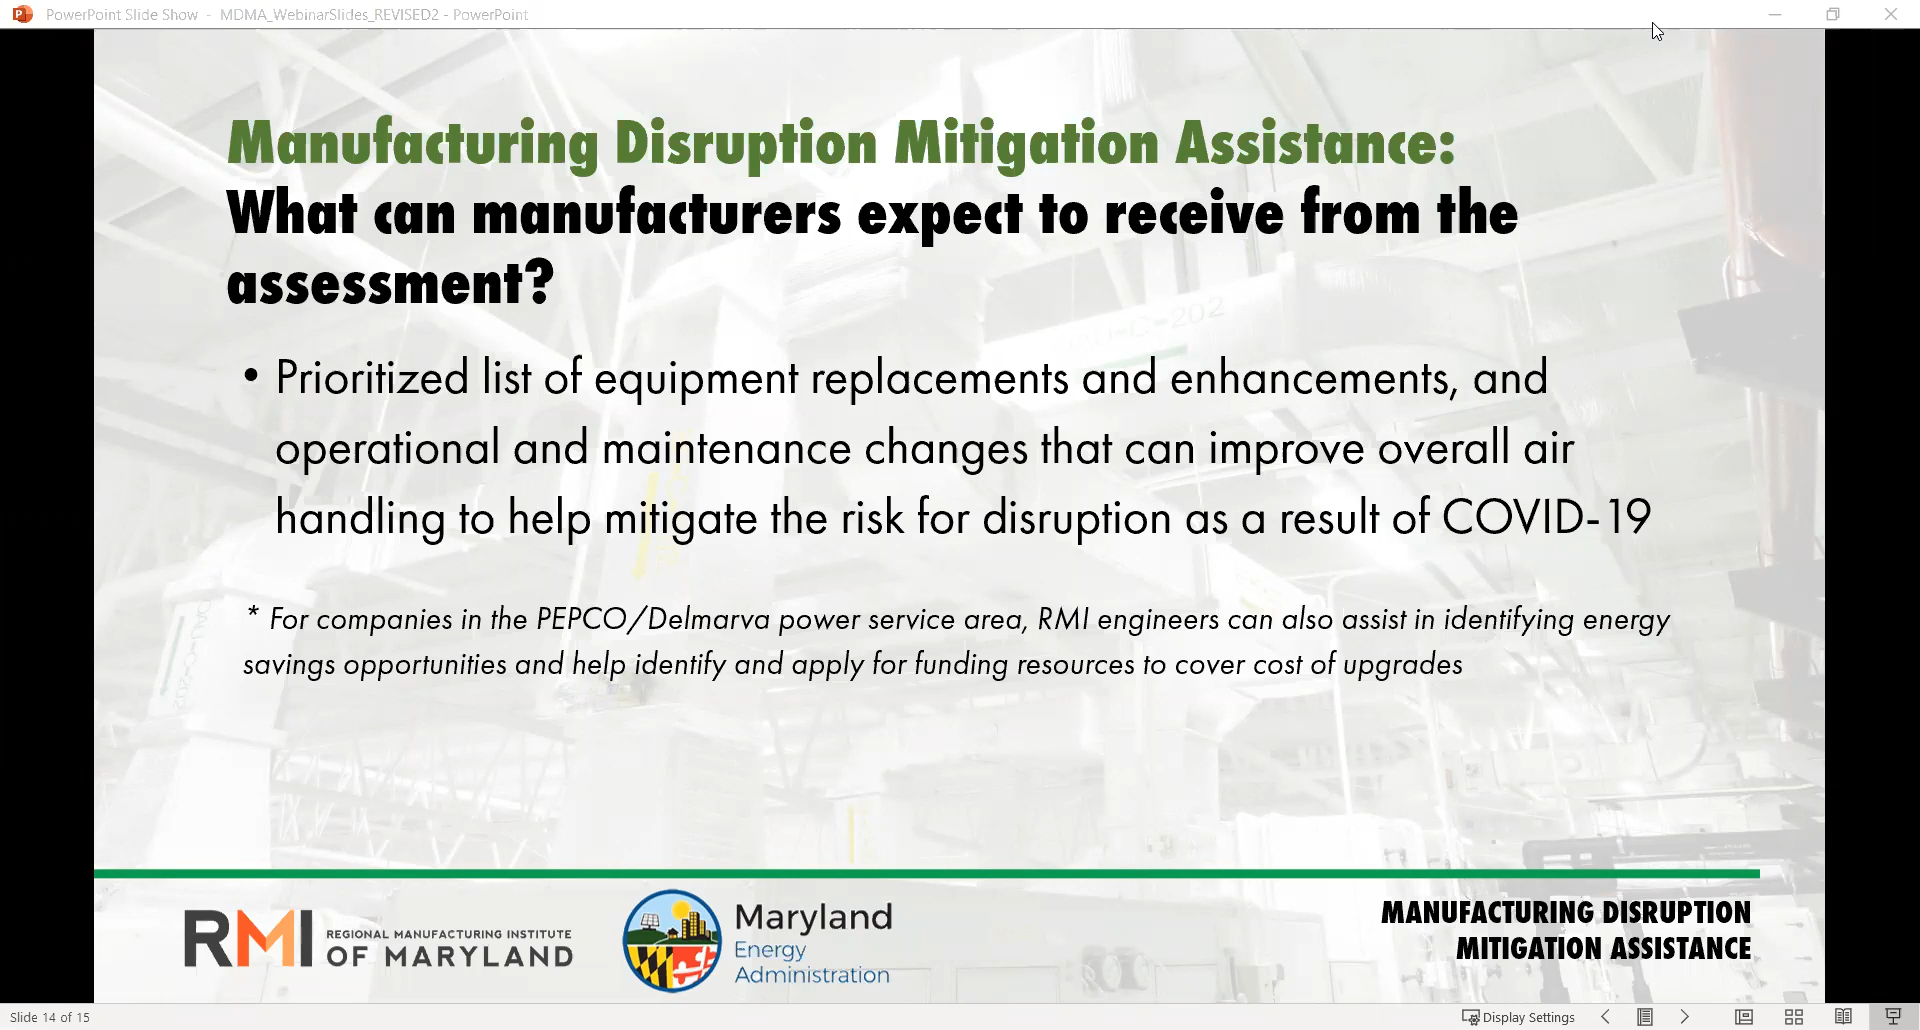 PowerPoint Slide Show - MDMA_WebinarSlides_REVISED2 - PowerPoint
Manufacturing Disruption Mitigation Assistance:
What can manufacturers expect to receive from the
assessment?
• Prioritized list of equipment replacements and enhancements, and
operational and maintenance changes that can improve overall air
handling to help mitigate the risk for disruption as a result of COVID-19
* For companies in the PEPCO/Delmarva power service area, RMI engineers can also assist in identifying energy
savings opportunities and help identify and apply for funding resources to cover cost of upgrades
RMI
REGIONAL MANUFACTURING INSTITUTE
OF MARYLAND
Maryland
Energy
Administration
MANUFACTURING DISRUPTION
MITIGATION ASSISTANCE
Slide 14 of 15
Display Settings